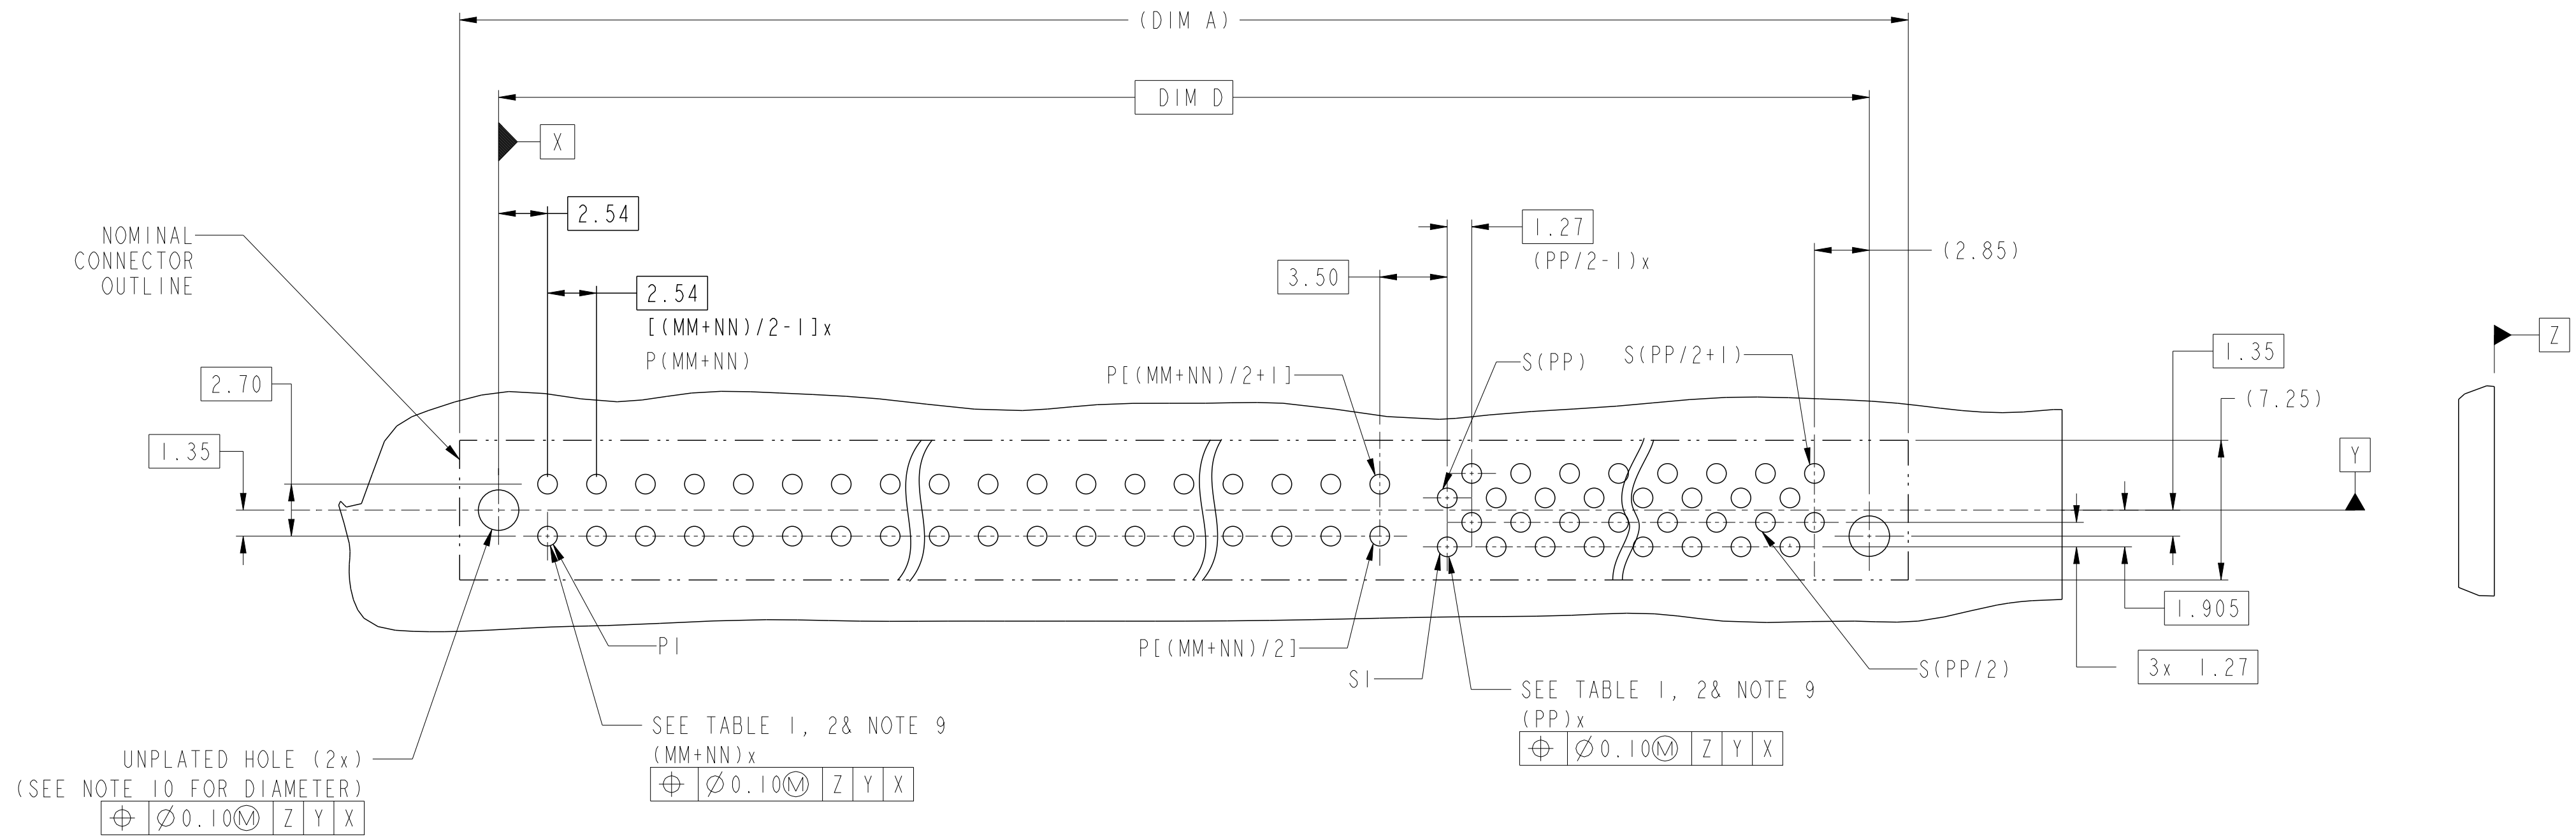 (DIM A)
DIM D
X
2.54
NOMINAL
CONNECTOR
OUTLINE
1.27
(PP/2-1)x
(2.85)
3.50
2.54
[(MM+NN)/2-1]x
P(MM+NN)
Z
1.35
S(PP)
S(PP/2+1)
P[(MM+NN)/2+1]
2.70
(7.25)
1.35
Y
1.905
P1
P[(MM+NN)/2]
S1
S(PP/2)
3x 1.27
SEE TABLE 1, 2& NOTE 9
(PP)x
⌖ Ø0.10Ⓜ Z Y X
SEE TABLE 1, 2& NOTE 9
(MM+NN)x
⌖ Ø0.10Ⓜ Z Y X
UNPLATED HOLE (2x)
(SEE NOTE 10 FOR DIAMETER)
⌖ Ø0.10Ⓜ Z Y X